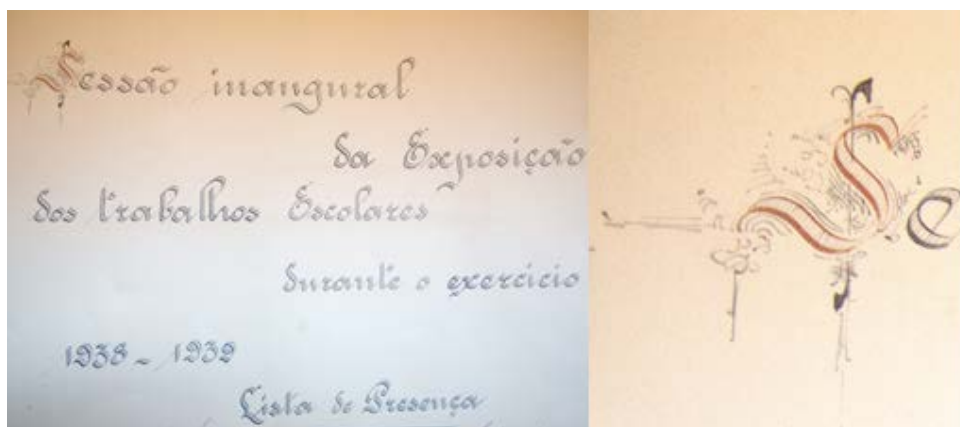 Sessão inaugural
da Exposição
dos trabalhos Escolares
durante o exercicio
1938 - 1939
Lista de Presença
Se